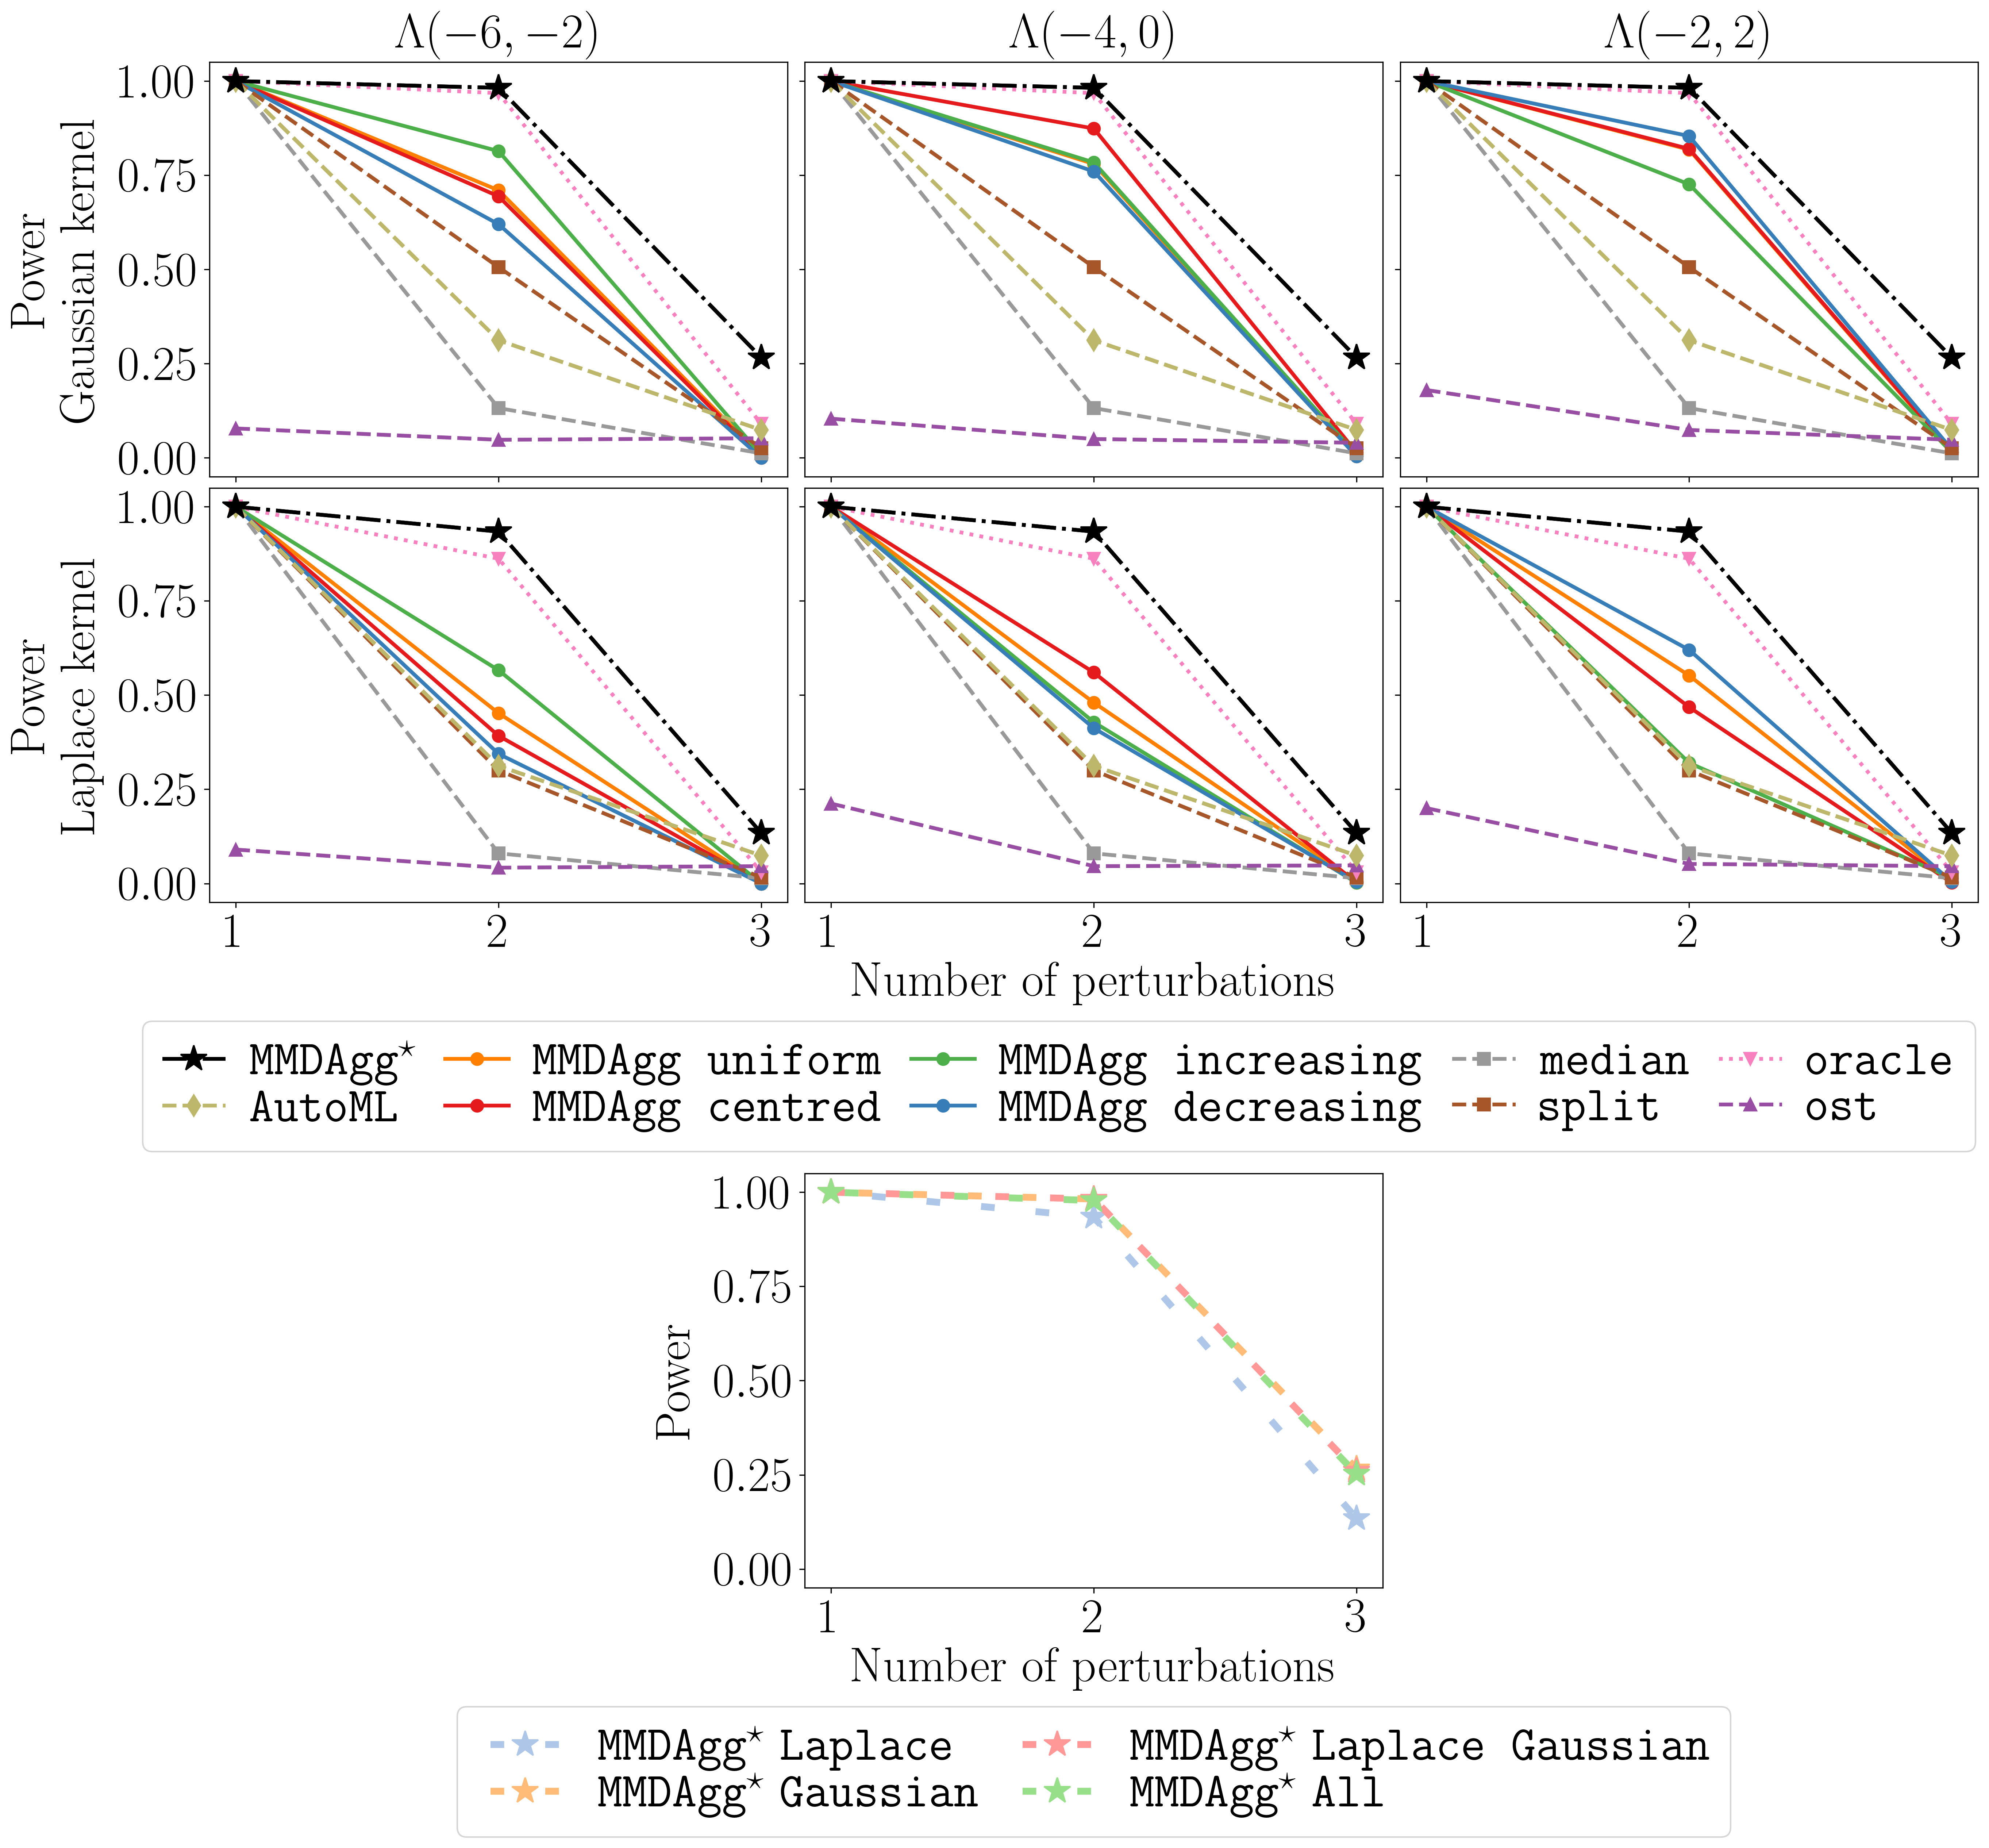 Λ(−6, −2) Λ(−4, 0) Λ(−2, 2)
Power
Gaussian kernel
1.00
0.75
0.50
0.25
0.00
Power
Laplace kernel
1.00
0.75
0.50
0.25
0.00
1 2 3 1 2 3 1 2 3
Number of perturbations
MMDAgg⋆ MMDAgg uniform MMDAgg increasing median oracle
AutoML MMDAgg centred MMDAgg decreasing split ost
Power
1.00
0.75
0.50
0.25
0.00
1 2 3
Number of perturbations
MMDAgg⋆ Laplace MMDAgg⋆ Laplace Gaussian
MMDAgg⋆ Gaussian MMDAgg⋆ All